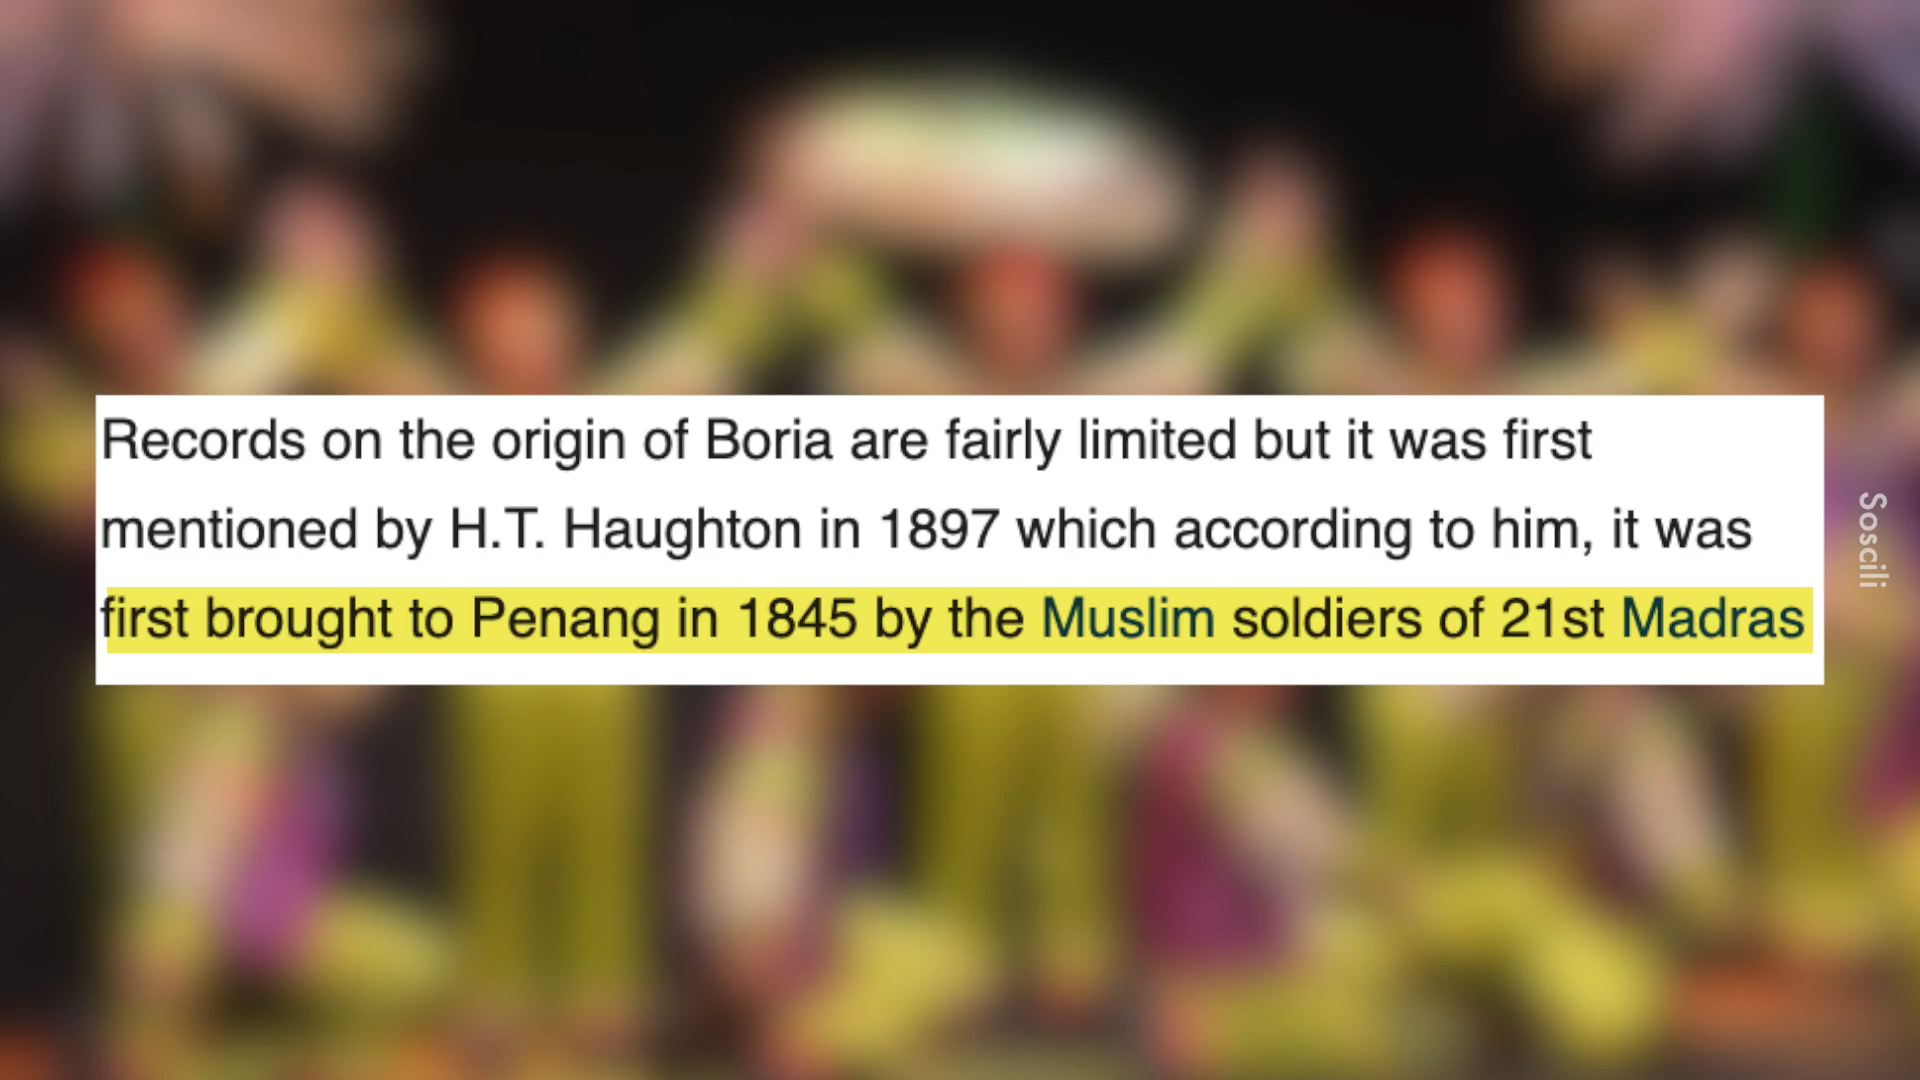 Records on the origin of Boria are fairly limited but it was first
mentioned by H.T. Haughton in 1897 which according to him, it was
first brought to Penang in 1845 by the Muslim soldiers of 21st Madras
Soscili